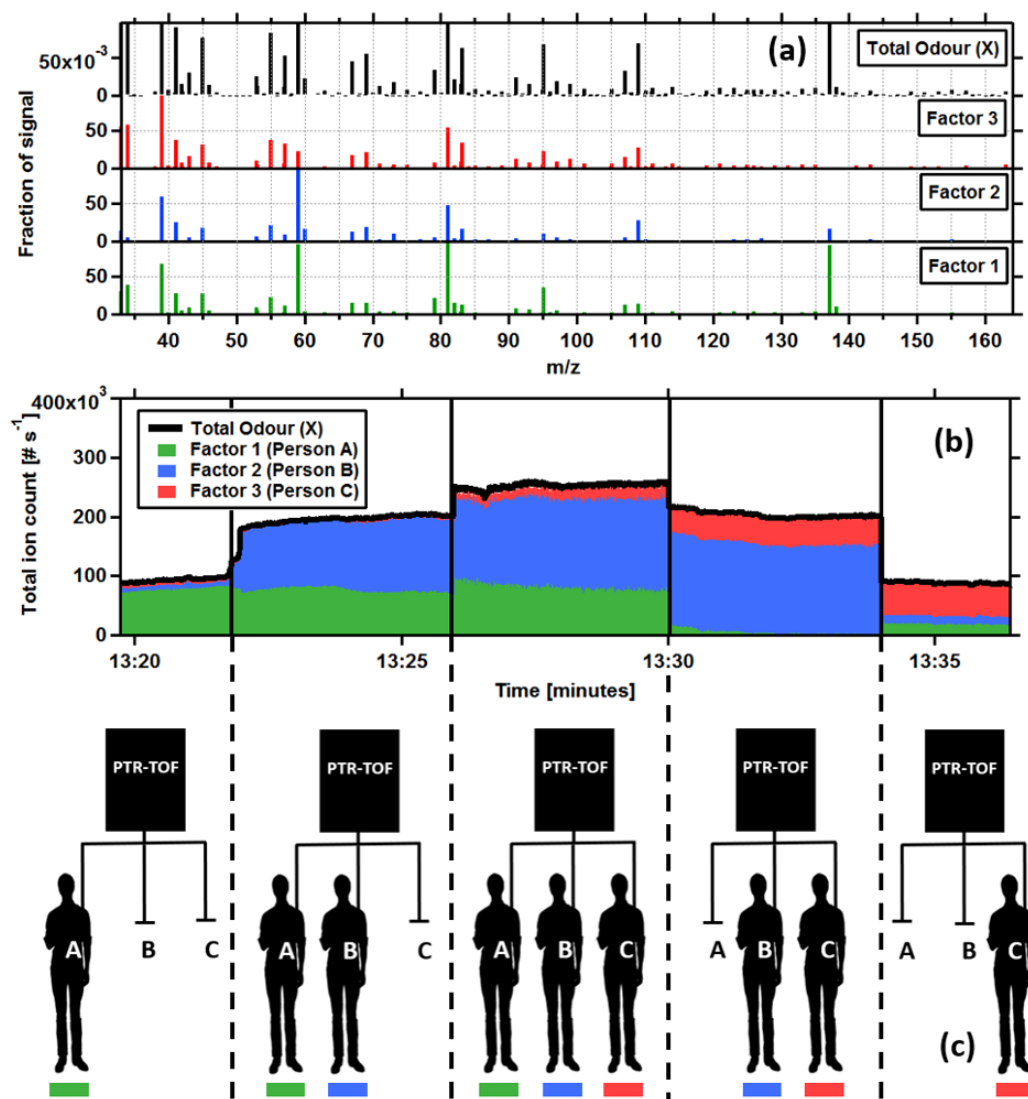 (a)
Total Odour (X)
50x10⁻³
0
Factor 3
50
0
Factor 2
50
0
Factor 1
50
0
Fraction of signal
40 50 60 70 80 90 100 110 120 130 140 150 160
m/z
400x10³
300
200
100
0
Total ion count [# s⁻¹]
(b)
Total Odour (X)
Factor 1 (Person A)
Factor 2 (Person B)
Factor 3 (Person C)
13:20 13:25 13:30 13:35
Time [minutes]
PTR-TOF PTR-TOF PTR-TOF PTR-TOF PTR-TOF
A B C A B C A B C A B C A B C
(c)